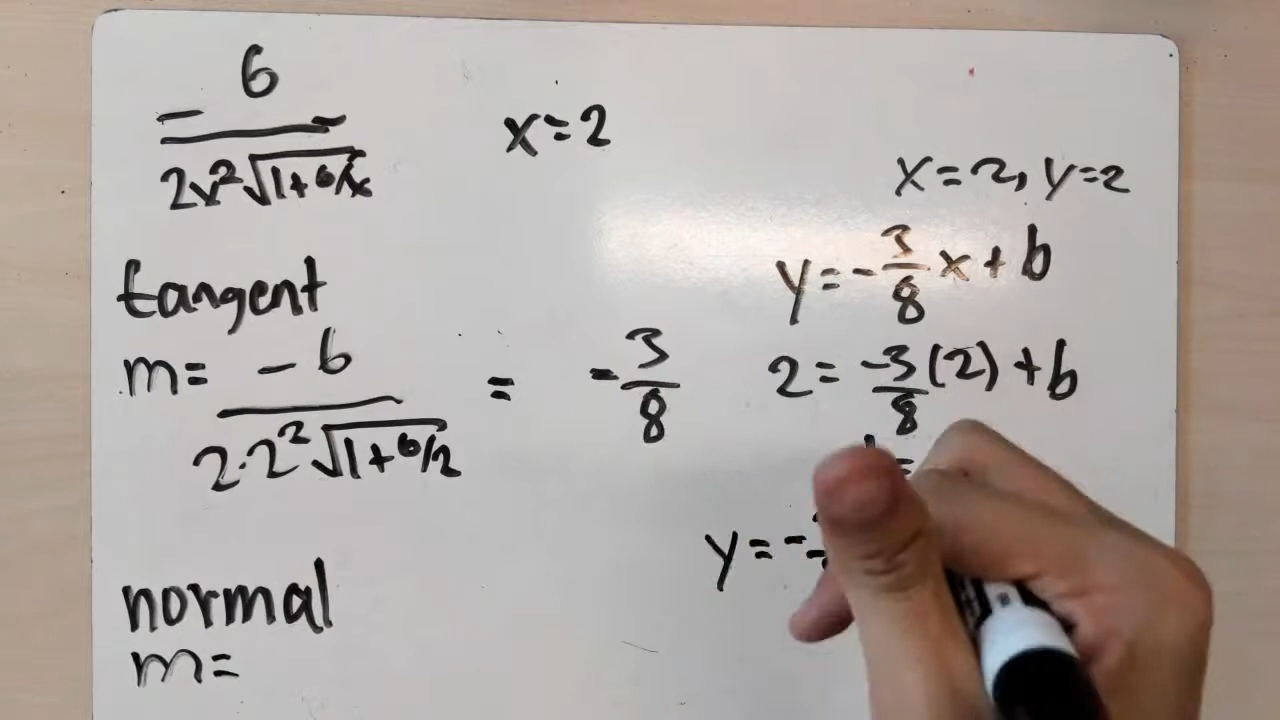 - 6 / 2x²√1+6/x
x=2
tangent
m= -6 / 2·2²√1+6/2 = -3/8
normal
m=
x=2, y=2
y=-3/8x+b
2=-3/8(2)+b
=
y=-